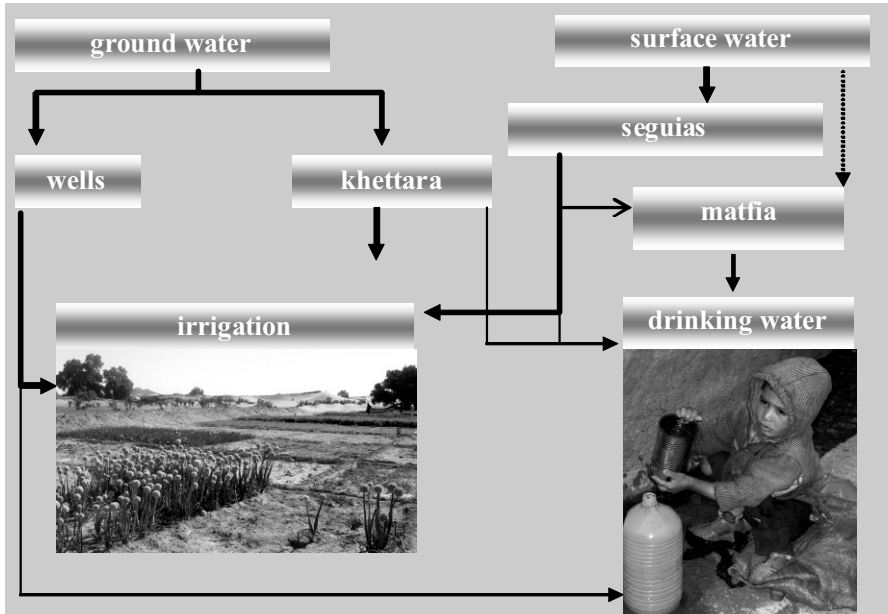 ground water
surface water
seguias
wells
khettara
matfia
irrigation
drinking water